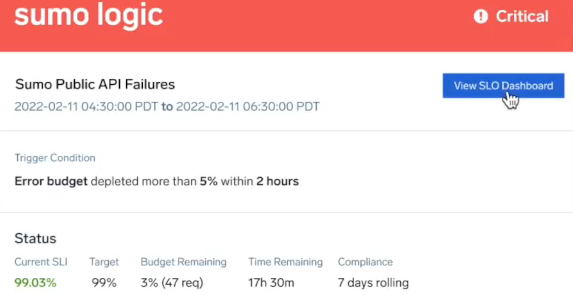 sumo logic
Critical
Sumo Public API Failures
View SLO Dashboard
2022-02-11 04:30:00 PDT to 2022-02-11 06:30:00 PDT
Trigger Condition
Error budget depleted more than 5% within 2 hours
Status
Current SLI Target Budget Remaining Time Remaining Compliance
99.03% 99% 3% (47 req) 17h 30m 7 days rolling